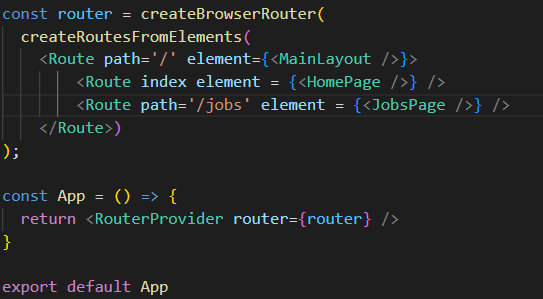 const router = createBrowserRouter(
  createRoutesFromElements(
    <Route path='/' element={<MainLayout />}>
        <Route index element = {<HomePage />} />
        <Route path='/jobs' element = {<JobsPage />} />
    </Route>)
);

const App = () => {
  return <RouterProvider router={router} />
}

export default App